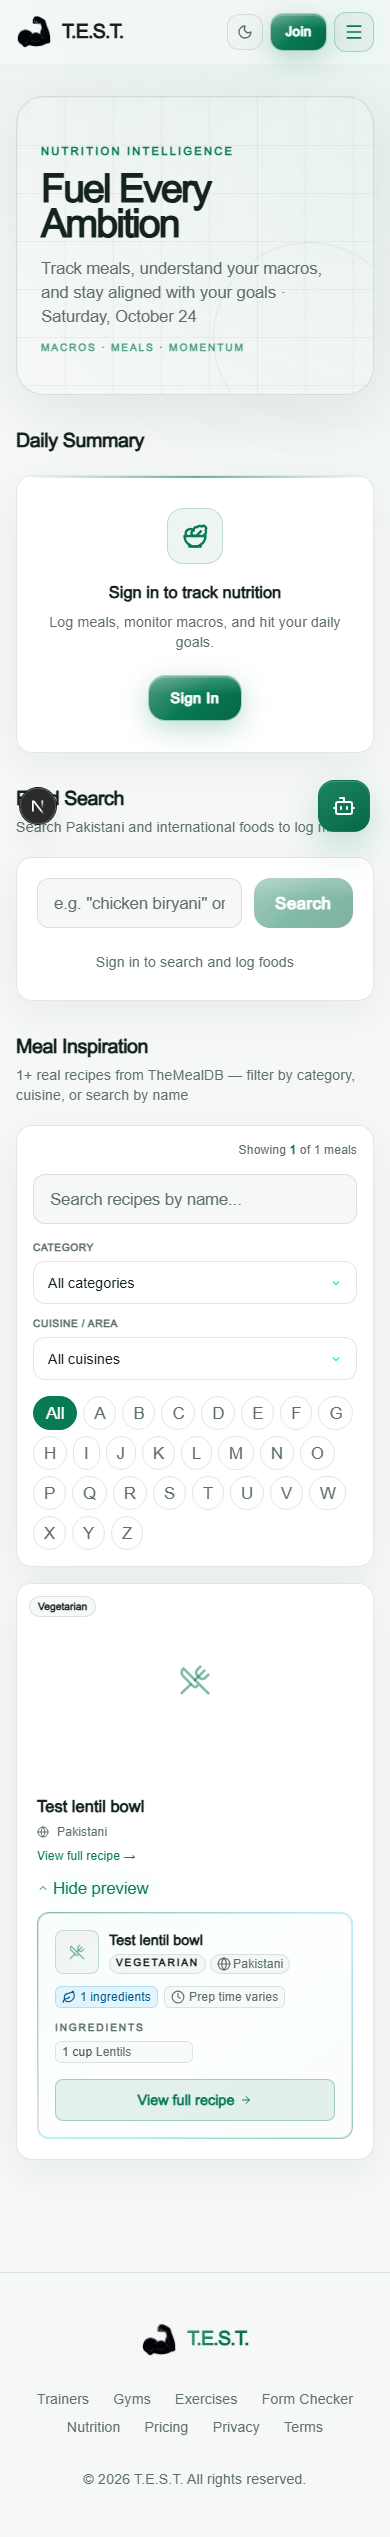 T.E.S.T.
Join
NUTRITION INTELLIGENCE
Fuel Every
Ambition
Track meals, understand your macros,
and stay aligned with your goals ·
Saturday, October 24
MACROS · MEALS · MOMENTUM
Daily Summary
Sign in to track nutrition
Log meals, monitor macros, and hit your daily
goals.
Sign In
N
Search
Search Pakistani and international foods to log
e.g. "chicken biryani" or
Search
Sign in to search and log foods
Meal Inspiration
1+ real recipes from TheMealDB — filter by category,
cuisine, or search by name
Showing 1 of 1 meals
Search recipes by name...
CATEGORY
All categories
CUISINE / AREA
All cuisines
All A B C D E F G
H I J K L M N O
P Q R S T U V W
X Y Z
Vegetarian
Test lentil bowl
Pakistani
View full recipe →
Hide preview
Test lentil bowl
VEGETARIAN Pakistani
1 ingredients Prep time varies
INGREDIENTS
1 cup Lentils
View full recipe →
T.E.S.T.
Trainers Gyms Exercises Form Checker
Nutrition Pricing Privacy Terms
© 2026 T.E.S.T. All rights reserved.